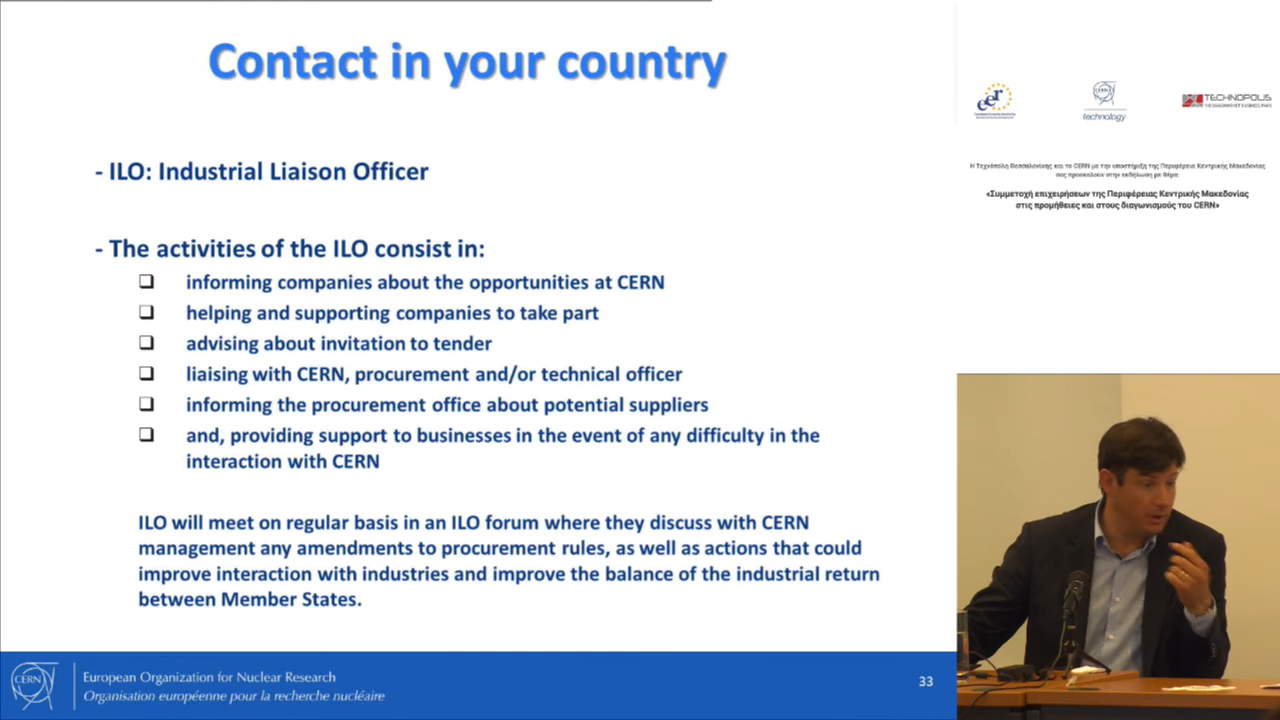 Contact in your country
- ILO: Industrial Liaison Officer
- The activities of the ILO consist in:
informing companies about the opportunities at CERN
helping and supporting companies to take part
advising about invitation to tender
liaising with CERN, procurement and/or technical officer
informing the procurement office about potential suppliers
and, providing support to businesses in the event of any difficulty in the
interaction with CERN
ILO will meet on regular basis in an ILO forum where they discuss with CERN
management any amendments to procurement rules, as well as actions that could
improve interaction with industries and improve the balance of the industrial return
between Member States.
CERN
European Organization for Nuclear Research
Organisation européenne pour la recherche nucléaire
33
eer
CERN
technology
TECHNOPOLIS
Η Τεχνόπολη Θεσσαλονίκης και το CERN με την υποστήριξη της Περιφέρεια Κεντρικής Μακεδονίας
σας προσκαλούν στην εκδήλωση με θέμα:
«Συμμετοχή επιχειρήσεων της Περιφέρειας Κεντρικής Μακεδονίας
στις προμήθειες και στους διαγωνισμούς του CERN»